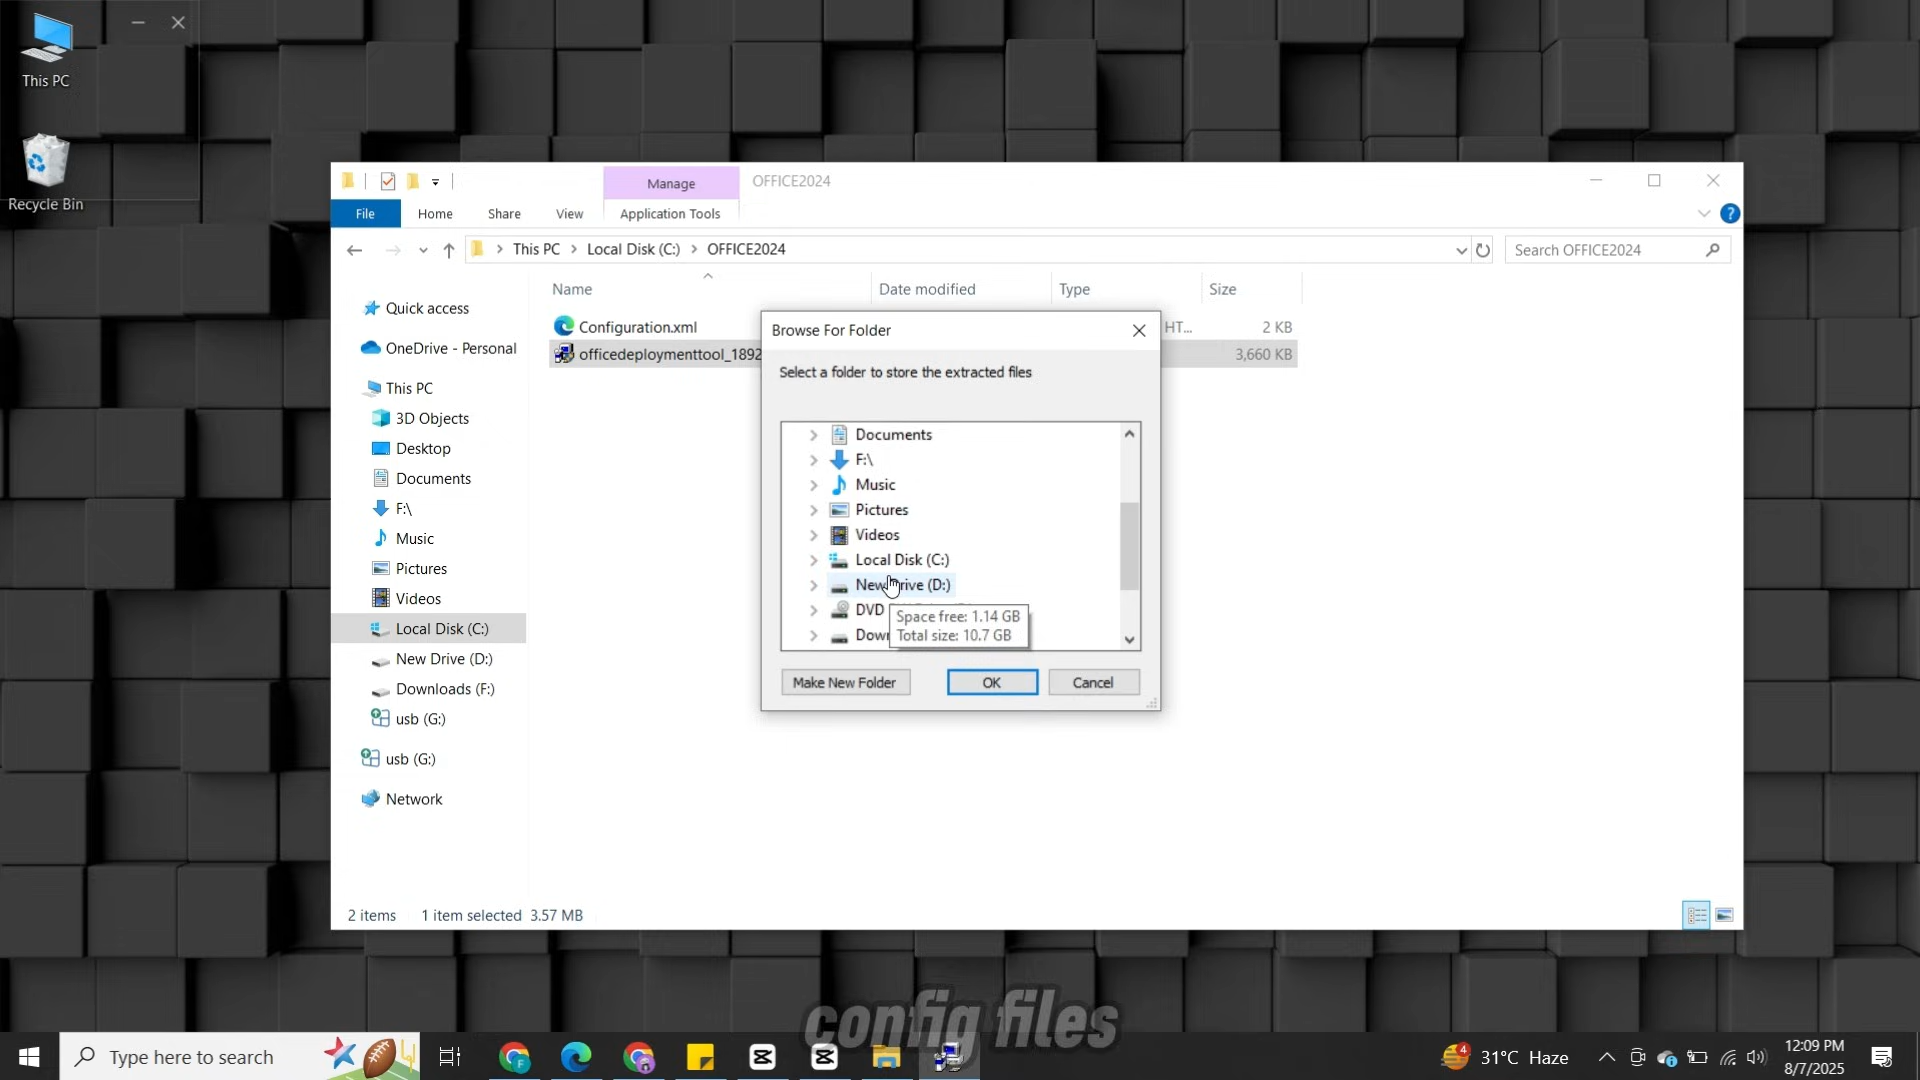 This PC
Recycle Bin
Manage
OFFICE2024
File
Home
Share
View
Application Tools
This PC
Local Disk (C:)
OFFICE2024
Search OFFICE2024
Name
Date modified
Type
Size
Quick access
OneDrive - Personal
This PC
3D Objects
Desktop
Documents
F:\
Music
Pictures
Videos
Local Disk (C:)
New Drive (D:)
Downloads (F:)
usb (G:)
usb (G:)
Network
Configuration.xml
HT...
2 KB
officedeploymenttool_1892
3,660 KB
Browse For Folder
Select a folder to store the extracted files
Documents
F:\
Music
Pictures
Videos
Local Disk (C:)
(D:)
DVD
Space free: 1.14 GB
Total size: 10.7 GB
Make New Folder
OK
Cancel
2 items
1 item selected 3.57 MB
config files
Type here to search
4
31°C Haze
12:09 PM
8/7/2025